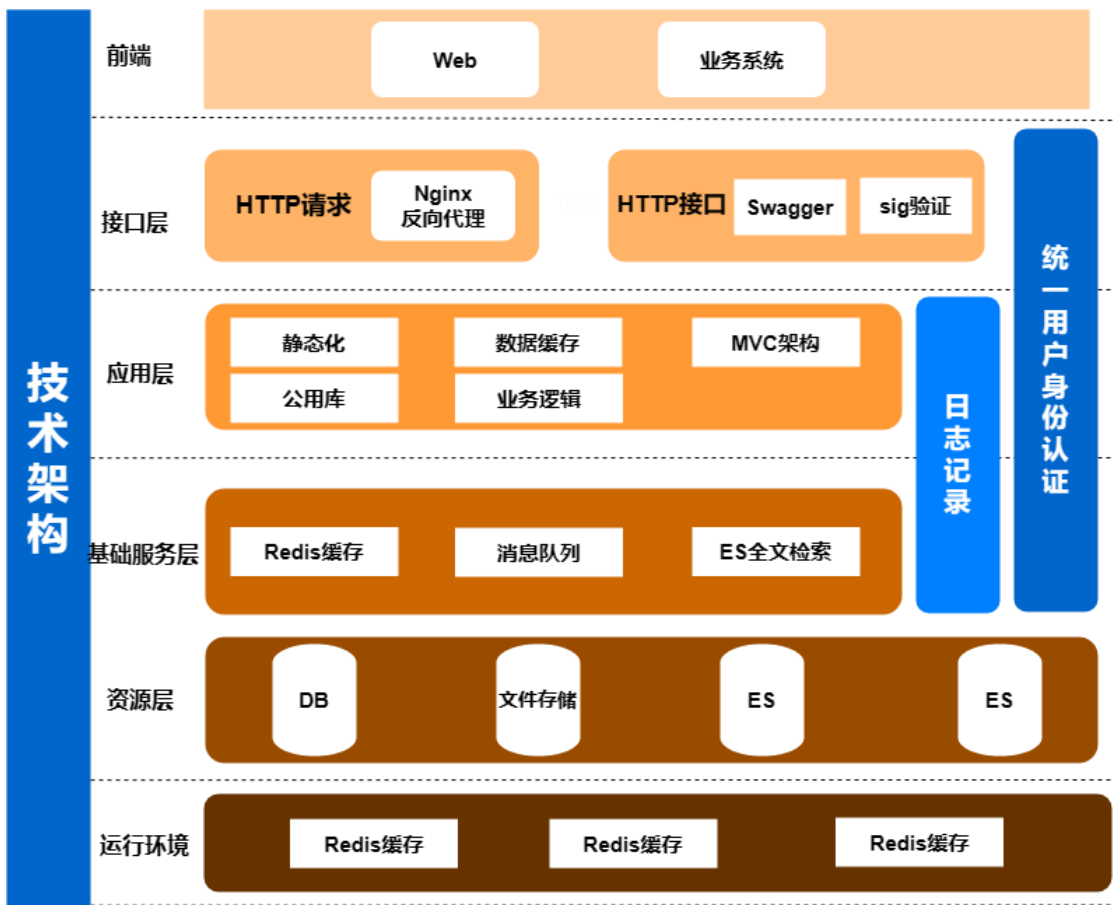 技术架构
前端
Web
业务系统
接口层
HTTP请求
Nginx
反向代理
HTTP接口
Swagger
sig验证
统一用户身份认证
应用层
静态化
数据缓存
MVC架构
公用库
业务逻辑
日志记录
基础服务层
Redis缓存
消息队列
ES全文检索
资源层
DB
文件存储
ES
ES
运行环境
Redis缓存
Redis缓存
Redis缓存